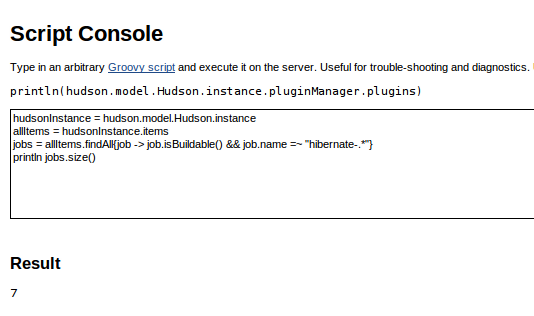 Script Console
Type in an arbitrary Groovy script and execute it on the server. Useful for trouble-shooting and diagnostics.
println(hudson.model.Hudson.instance.pluginManager.plugins)
hudsonInstance = hudson.model.Hudson.instance
allItems = hudsonInstance.items
jobs = allItems.findAll{job -> job.isBuildable() && job.name =~ "hibernate-.*"}
println jobs.size()
Result
7